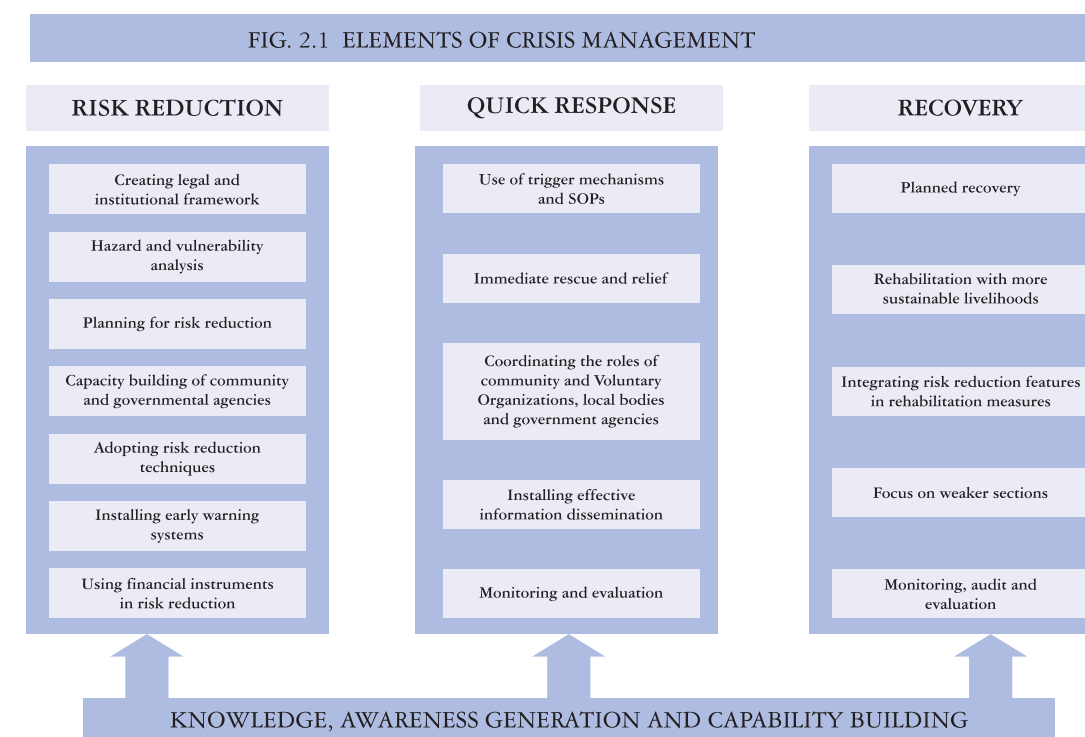 FIG. 2.1 ELEMENTS OF CRISIS MANAGEMENT
RISK REDUCTION
Creating legal and
institutional framework
Hazard and vulnerability
analysis
Planning for risk reduction
Capacity building of community
and governmental agencies
Adopting risk reduction
techniques
Installing early warning
systems
Using financial instruments
in risk reduction
QUICK RESPONSE
Use of trigger mechanisms
and SOPs
Immediate rescue and relief
Coordinating the roles of
community and Voluntary
Organizations, local bodies
and government agencies
Installing effective
information dissemination
Monitoring and evaluation
RECOVERY
Planned recovery
Rehabilitation with more
sustainable livelihoods
Integrating risk reduction features
in rehabilitation measures
Focus on weaker sections
Monitoring, audit and
evaluation
KNOWLEDGE, AWARENESS GENERATION AND CAPABILITY BUILDING